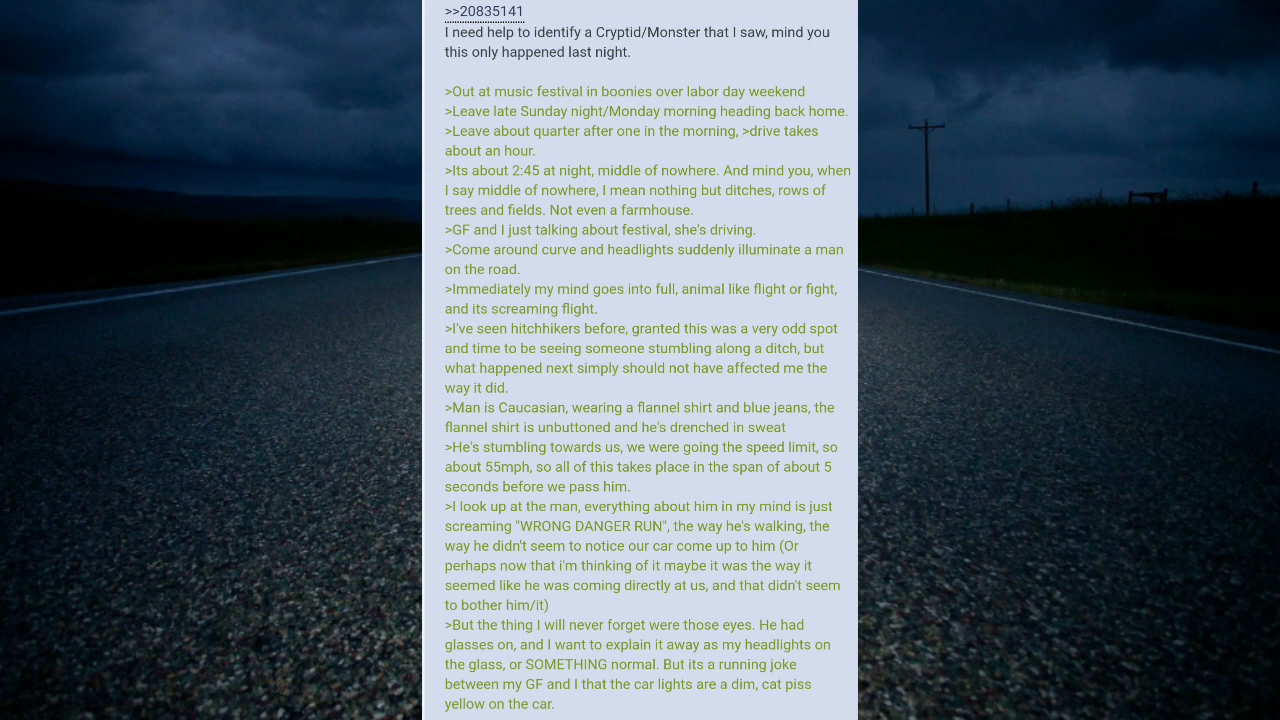 >>20835141
I need help to identify a Cryptid/Monster that I saw, mind you
this only happened last night.
>Out at music festival in boonies over labor day weekend
>Leave late Sunday night/Monday morning heading back home.
>Leave about quarter after one in the morning, >drive takes
about an hour.
>Its about 2:45 at night, middle of nowhere. And mind you, when
I say middle of nowhere, I mean nothing but ditches, rows of
trees and fields. Not even a farmhouse.
>GF and I just talking about festival, she's driving.
>Come around curve and headlights suddenly illuminate a man
on the road.
>Immediately my mind goes into full, animal like flight or fight,
and its screaming flight.
>I've seen hitchhikers before, granted this was a very odd spot
and time to be seeing someone stumbling along a ditch, but
what happened next simply should not have affected me the
way it did.
>Man is Caucasian, wearing a flannel shirt and blue jeans, the
flannel shirt is unbuttoned and he's drenched in sweat
>He's stumbling towards us, we were going the speed limit, so
about 55mph, so all of this takes place in the span of about 5
seconds before we pass him.
>I look up at the man, everything about him in my mind is just
screaming "WRONG DANGER RUN", the way he's walking, the
way he didn't seem to notice our car come up to him (Or
perhaps now that i'm thinking of it maybe it was the way it
seemed like he was coming directly at us, and that didn't seem
to bother him/it)
>But the thing I will never forget were those eyes. He had
glasses on, and I want to explain it away as my headlights on
the glass, or SOMETHING normal. But its a running joke
between my GF and I that the car lights are a dim, cat piss
yellow on the car.